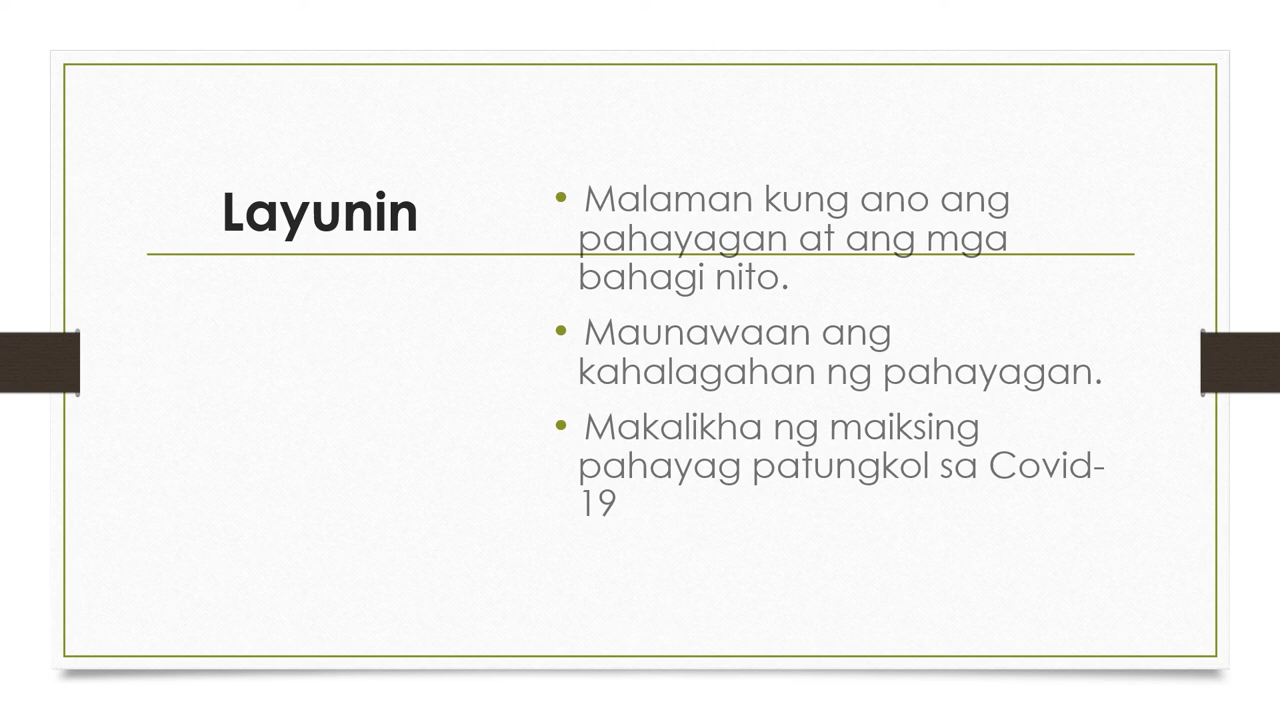 Layunin
• Malaman kung ano ang
pahayagan at ang mga
bahagi nito.
• Maunawaan ang
kahalagahan ng pahayagan.
• Makalikha ng maiksing
pahayag patungkol sa Covid-
19